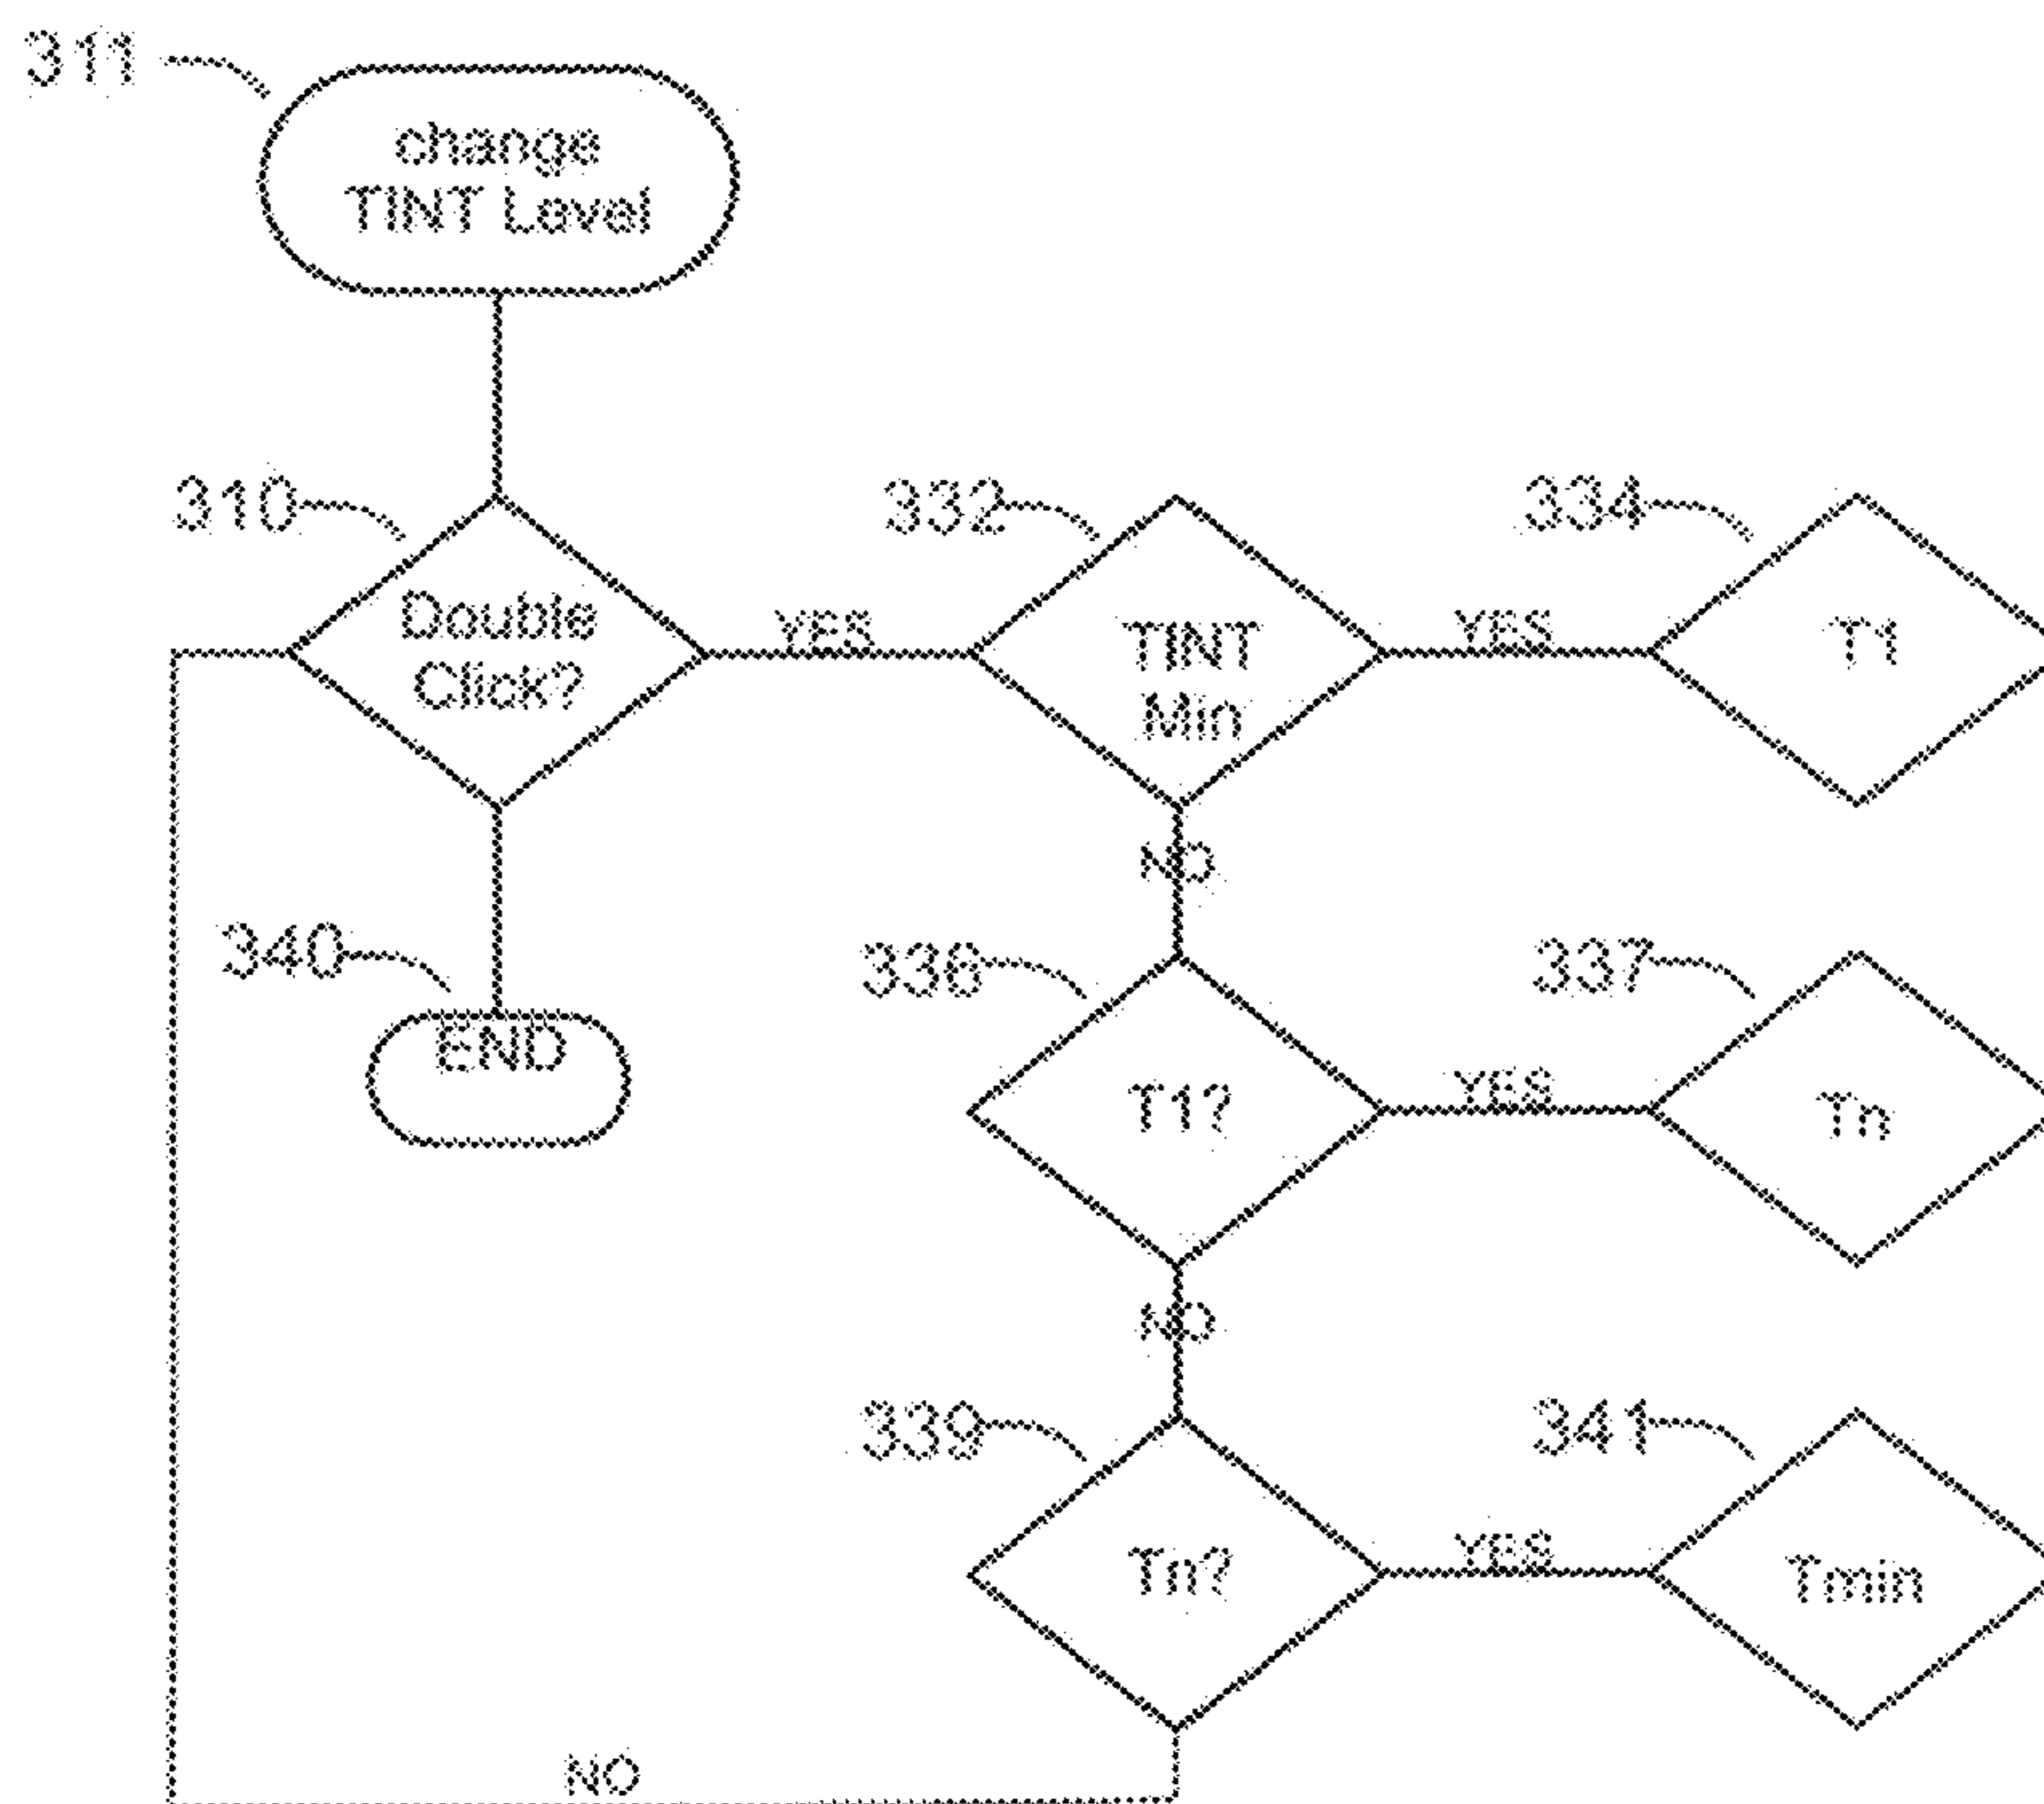 311
change
TINT Level
310
Double
Click?
YES
332
TINT
Min
YES
334
T1
NO
340
END
336
T1?
YES
337
Tn
NO
339
Tn?
YES
341
Tmin
NO